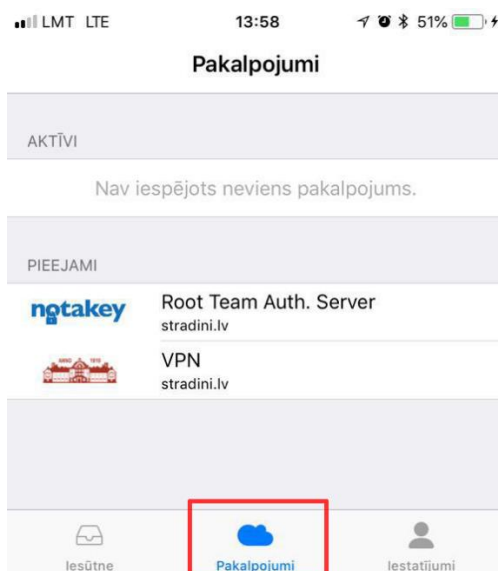 LMT LTE 13:58 51%
Pakalpojumi
AKTĪVI
Nav iespējots neviens pakalpojums.
PIEEJAMI
notakey
Root Team Auth. Server
stradini.lv
VPN
stradini.lv
Iesūtne Pakalpojumi Iestatījumi